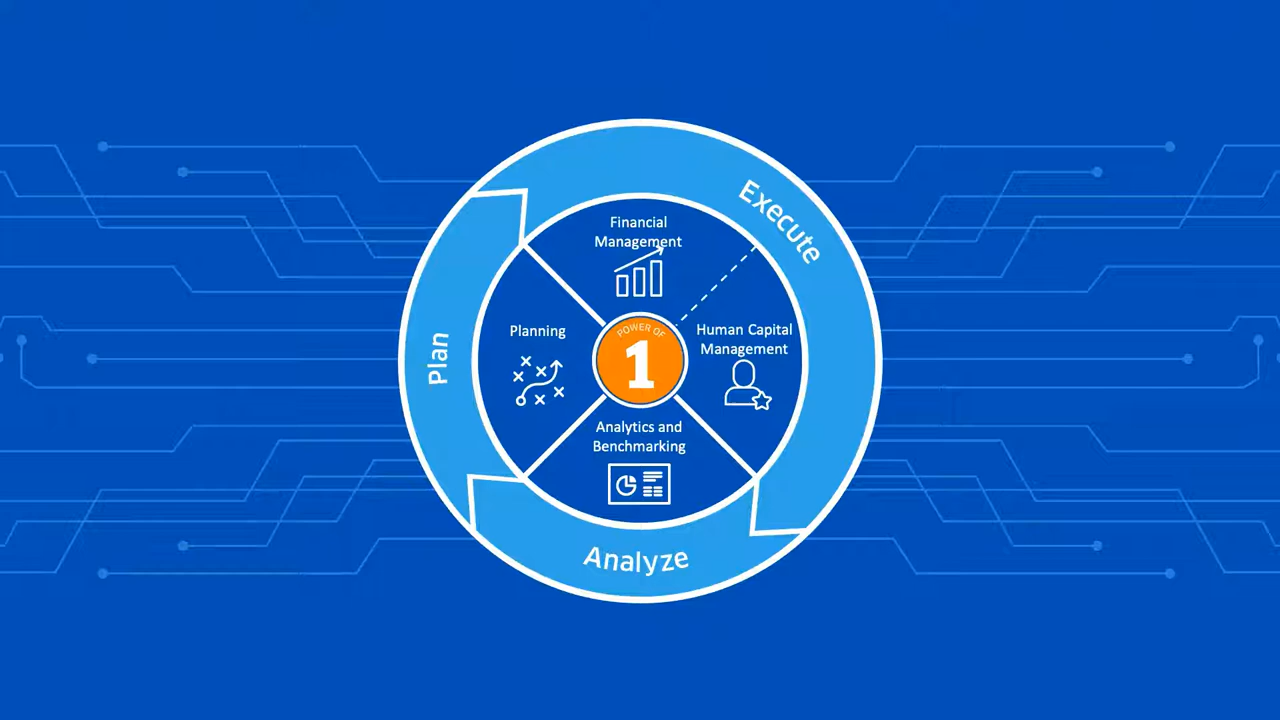 Execute
Financial
Management
Planning
POWER OF
1
Human Capital
Management
Plan
Analytics and
Benchmarking
Analyze